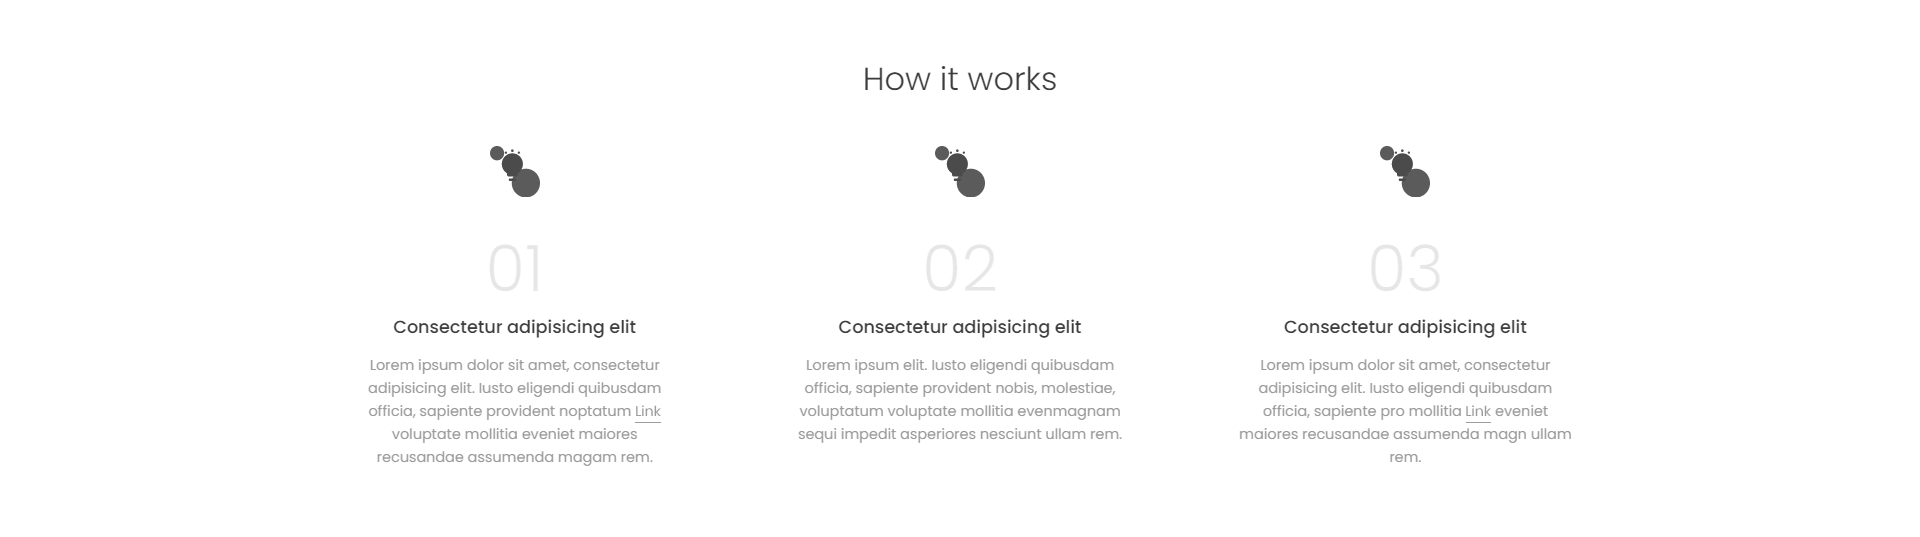 How it works
01
Consectetur adipisicing elit
Lorem ipsum dolor sit amet, consectetur
adipisicing elit. Iusto eligendi quibusdam
officia, sapiente provident noptatum Link
voluptate mollitia eveniet maiores
recusandae assumenda magam rem.
02
Consectetur adipisicing elit
Lorem ipsum elit. Iusto eligendi quibusdam
officia, sapiente provident nobis, molestiae,
voluptatum voluptate mollitia evenmagnam
sequi impedit asperiores nesciunt ullam rem.
03
Consectetur adipisicing elit
Lorem ipsum dolor sit amet, consectetur
adipisicing elit. Iusto eligendi quibusdam
officia, sapiente pro mollitia Link eveniet
maiores recusandae assumenda magn ullam
rem.